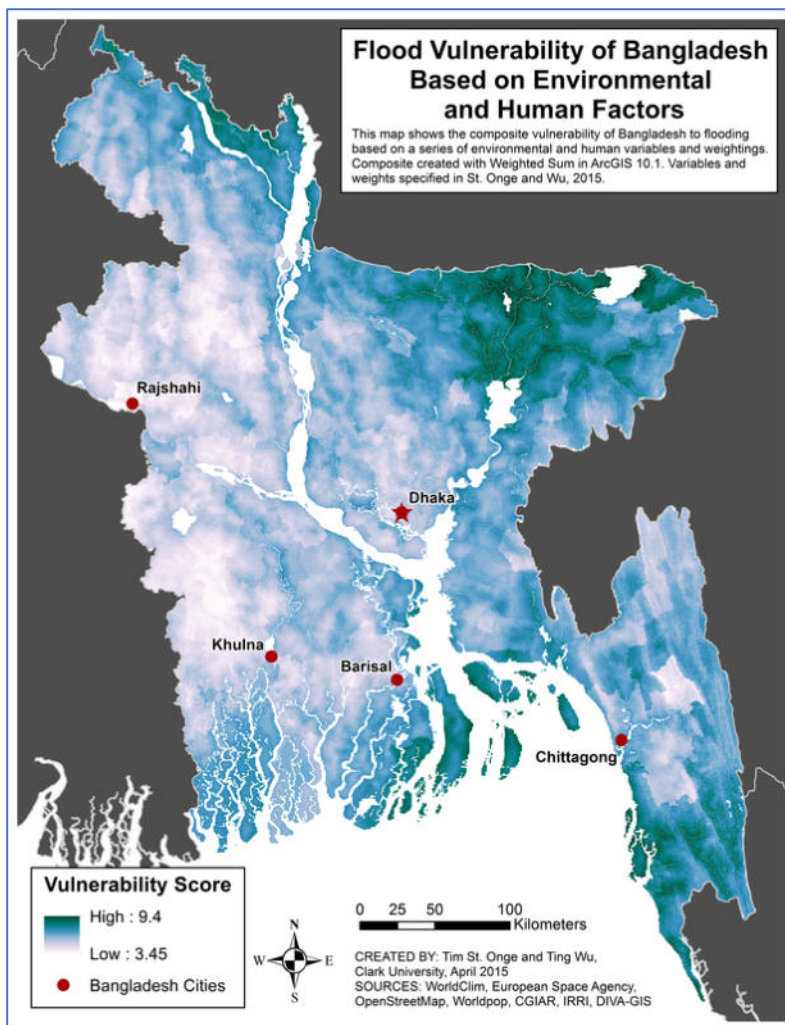 Flood Vulnerability of Bangladesh
Based on Environmental
and Human Factors
This map shows the composite vulnerability of Bangladesh to flooding
based on a series of environmental and human variables and weightings.
Composite created with Weighted Sum in ArcGIS 10.1. Variables and
weights specified in St. Onge and Wu, 2015.
Rajshahi
Dhaka
Khulna
Barisal
Chittagong
Vulnerability Score
High : 9.4
Low : 3.45
Bangladesh Cities
N
W
E
S
0 25 50 100
Kilometers
CREATED BY: Tim St. Onge and Ting Wu,
Clark University, April 2015
SOURCES: WorldClim, European Space Agency,
OpenStreetMap, Worldpop, CGIAR, IRRI, DIVA-GIS